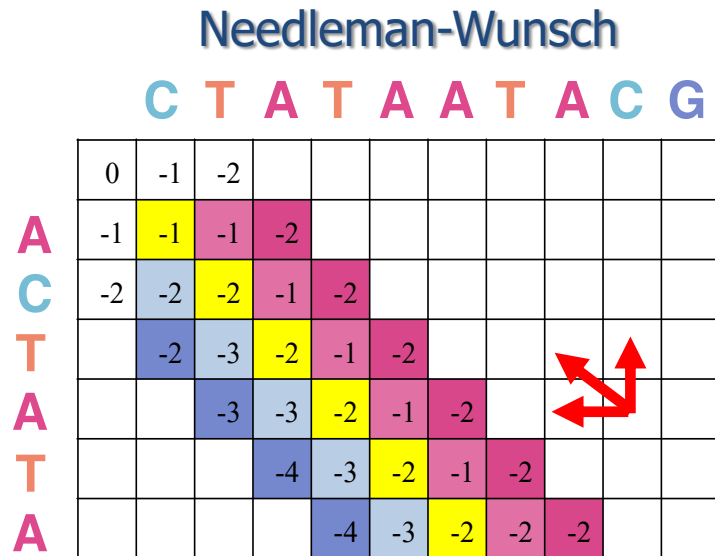 Needleman-Wunsch
C T A T A A T A C G
0 -1 -2
A -1 -1 -1 -2
C -2 -2 -2 -1 -2
T -2 -3 -2 -1 -2
A -3 -3 -2 -1 -2
T -4 -3 -2 -1 -2
A -4 -3 -2 -2 -2